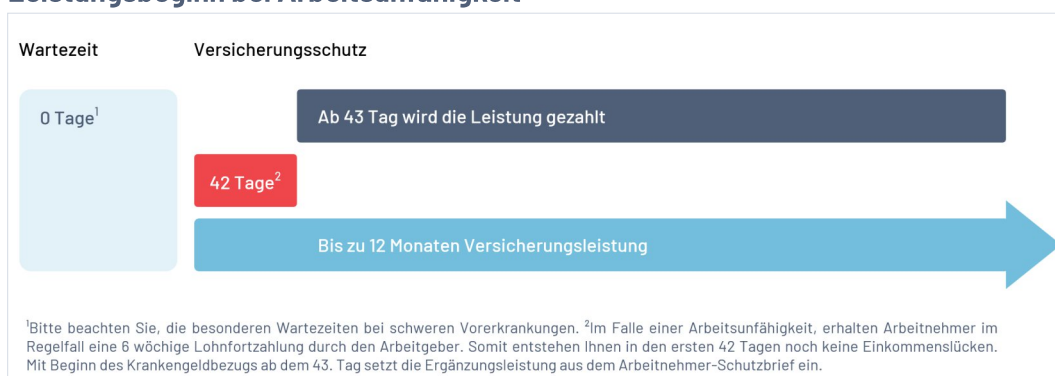 Leistungsbeginn bei Arbeitsunfähigkeit
Wartezeit
Versicherungsschutz
0 Tage¹
Ab 43 Tag wird die Leistung gezahlt
42 Tage²
Bis zu 12 Monaten Versicherungsleistung
¹Bitte beachten Sie, die besonderen Wartezeiten bei schweren Vorerkrankungen. ²Im Falle einer Arbeitsunfähigkeit, erhalten Arbeitnehmer im
Regelfall eine 6 wöchige Lohnfortzahlung durch den Arbeitgeber. Somit entstehen Ihnen in den ersten 42 Tagen noch keine Einkommenslücken.
Mit Beginn des Krankengeldbezugs ab dem 43. Tag setzt die Ergänzungsleistung aus dem Arbeitnehmer-Schutzbrief ein.